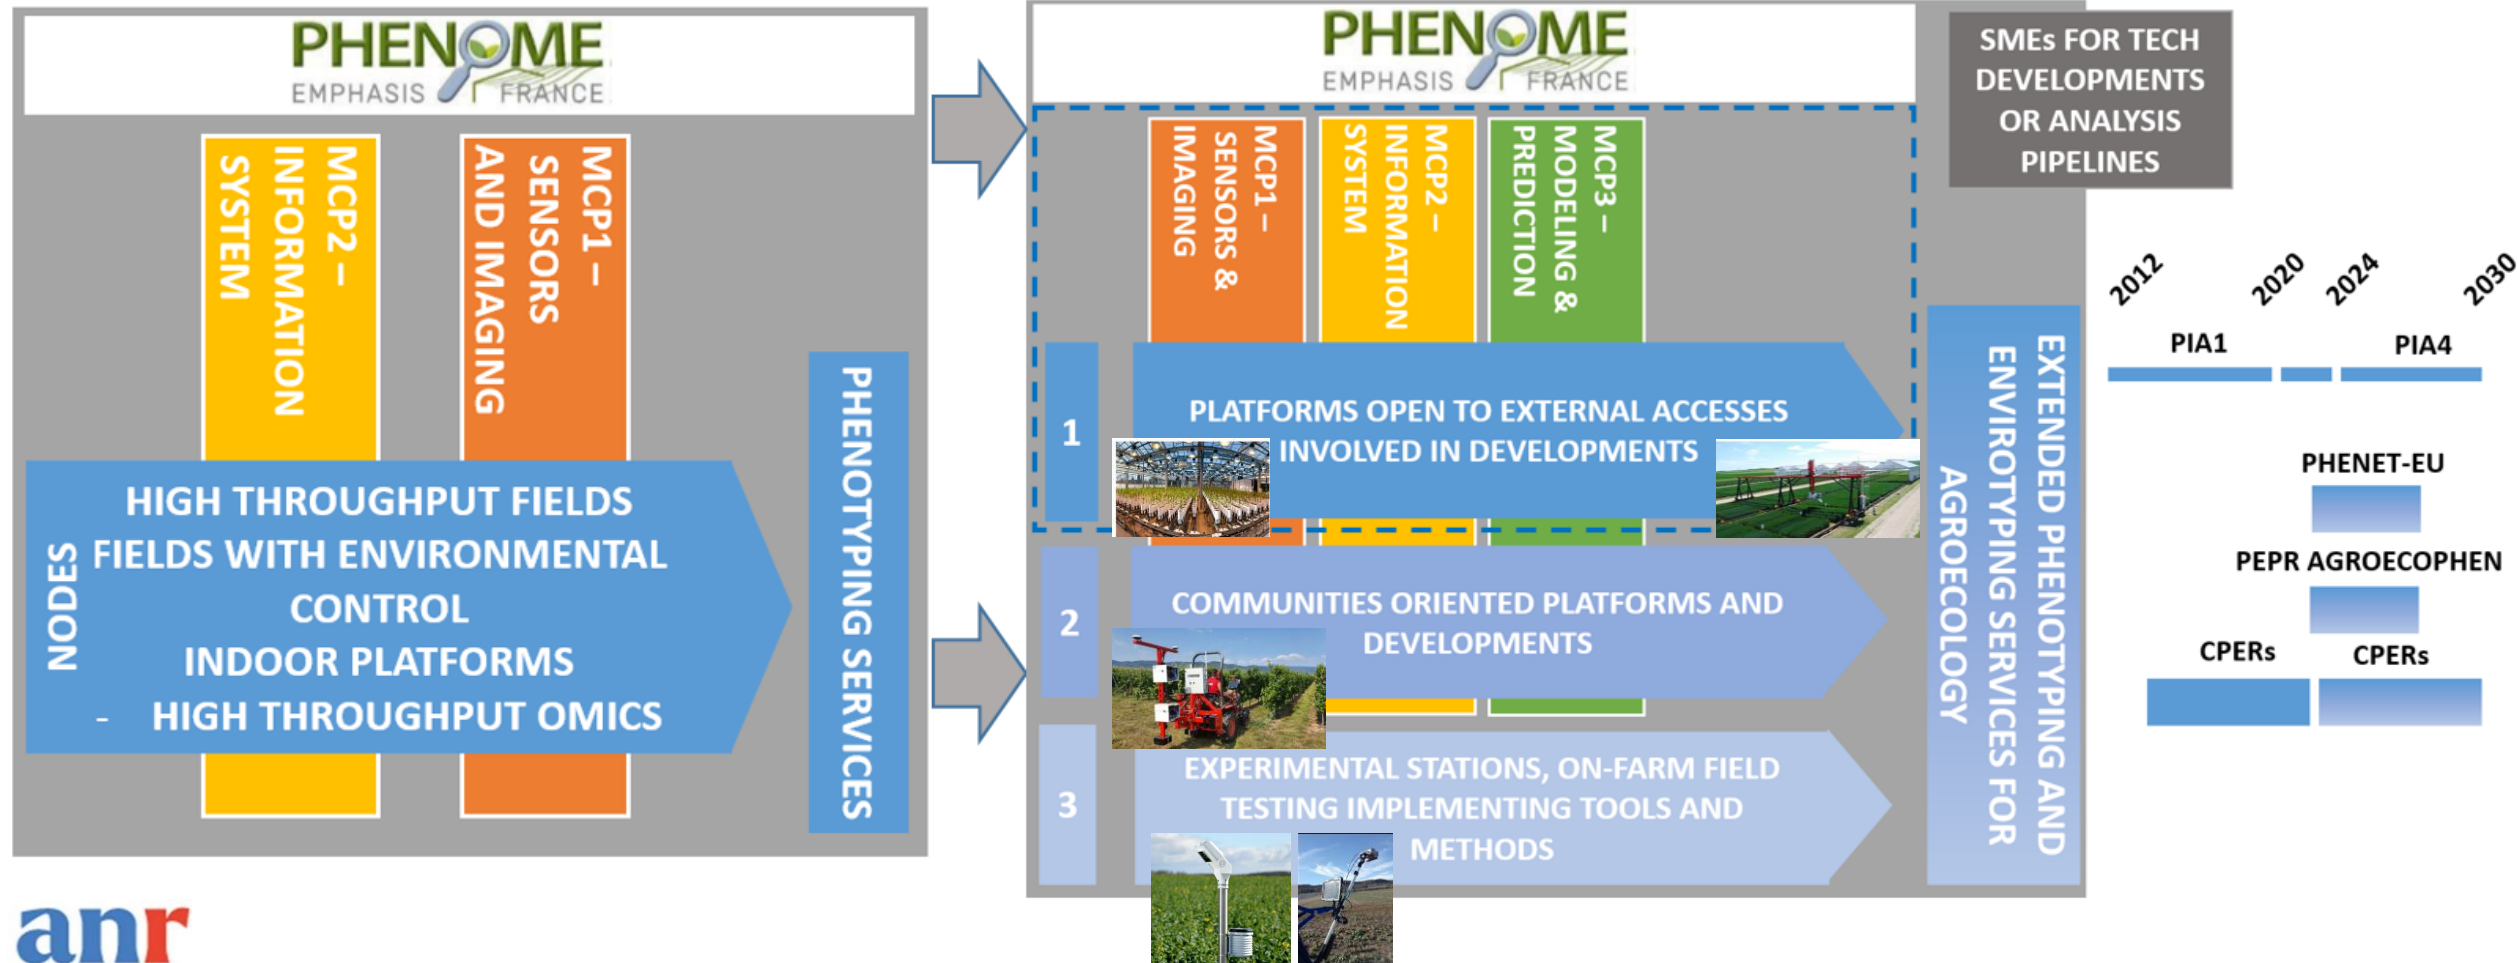 PHENOME
EMPHASIS FRANCE
MCP2 –
INFORMATION
SYSTEM
MCP1 –
SENSORS
AND IMAGING
NODES
HIGH THROUGHPUT FIELDS
FIELDS WITH ENVIRONMENTAL
CONTROL
INDOOR PLATFORMS
- HIGH THROUGHPUT OMICS
PHENOTYPING SERVICES
anr
PHENOME
EMPHASIS FRANCE
MCP1 –
SENSORS &
IMAGING
MCP2 –
INFORMATION
SYSTEM
MCP3 –
MODELING &
PREDICTION
1
PLATFORMS OPEN TO EXTERNAL ACCESSES
INVOLVED IN DEVELOPMENTS
2
COMMUNITIES ORIENTED PLATFORMS AND
DEVELOPMENTS
3
EXPERIMENTAL STATIONS, ON-FARM FIELD
TESTING IMPLEMENTING TOOLS AND
METHODS
EXTENDED PHENOTYPING AND
ENVIROTYPING SERVICES FOR
AGROECOLOGY
SMEs FOR TECH
DEVELOPMENTS
OR ANALYSIS
PIPELINES
2012
2020
2024
2030
PIA1
PIA4
PHENET-EU
PEPR AGROECOPHEN
CPERs
CPERs